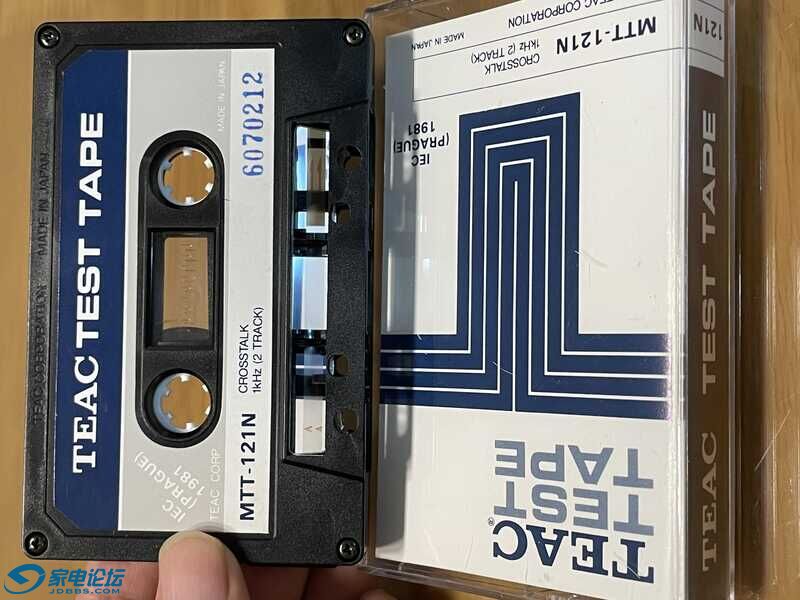 TEAC TEST TAPE
MADE IN JAPAN
6070212
IEC
(PRAGUE)
1981
TEAC CORP.
MTT-121N
CROSSTALK
1kHz (2 TRACK)
TEAC CORPORATION
MADE IN JAPAN
TEAC CORPORATION
MADE IN JAPAN
MTT-121N
CROSSTALK
1kHz (2 TRACK)
IEC
(PRAGUE)
1981
TEAC®
TEST
TAPE
121N
TEAC TEST TAPE
家电论坛
JDBBS.COM